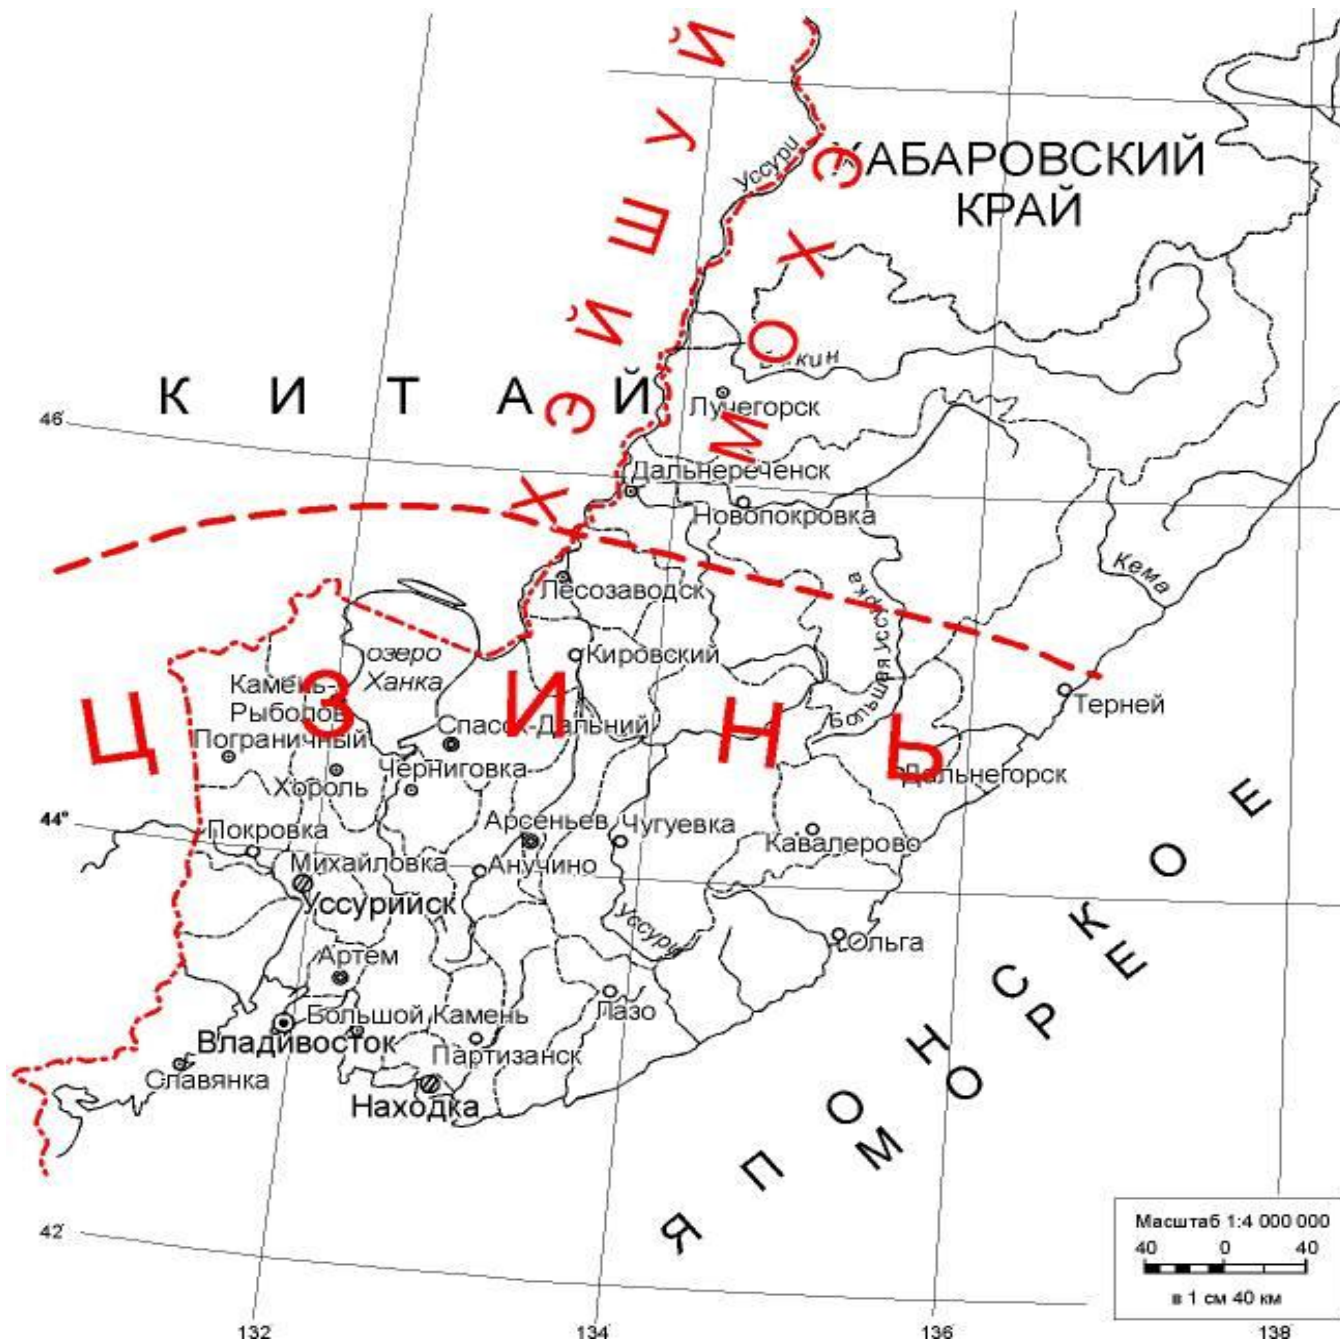 ХЭЙШУЙ
МОХЭ
Уссури
ХАБАРОВСКИЙ
КРАЙ
КИТАЙ
Бикин
46
Лучегорск
Дальнереченск
Новопокровка
Кема
Лесозаводск
Большая уссурка
озеро
Ханка
Кировский
ЦЗИНЬ
Камень-
Рыболов
Терней
Пограничный
Спасск-Дальний
Черниговка
Хороль
Дальнегорск
44°
Покровка
Арсеньев
Чугуевка
Кавалерово
Михайловка
Анучино
Уссурийск
Уссури
Ольга
Артем
Лазо
Большой Камень
Владивосток
Партизанск
Славянка
Находка
ЯПОНСКОЕ
МОРЕ
42
Масштаб 1:4 000 000
40 0 40
в 1 см 40 км
132 134 136 138